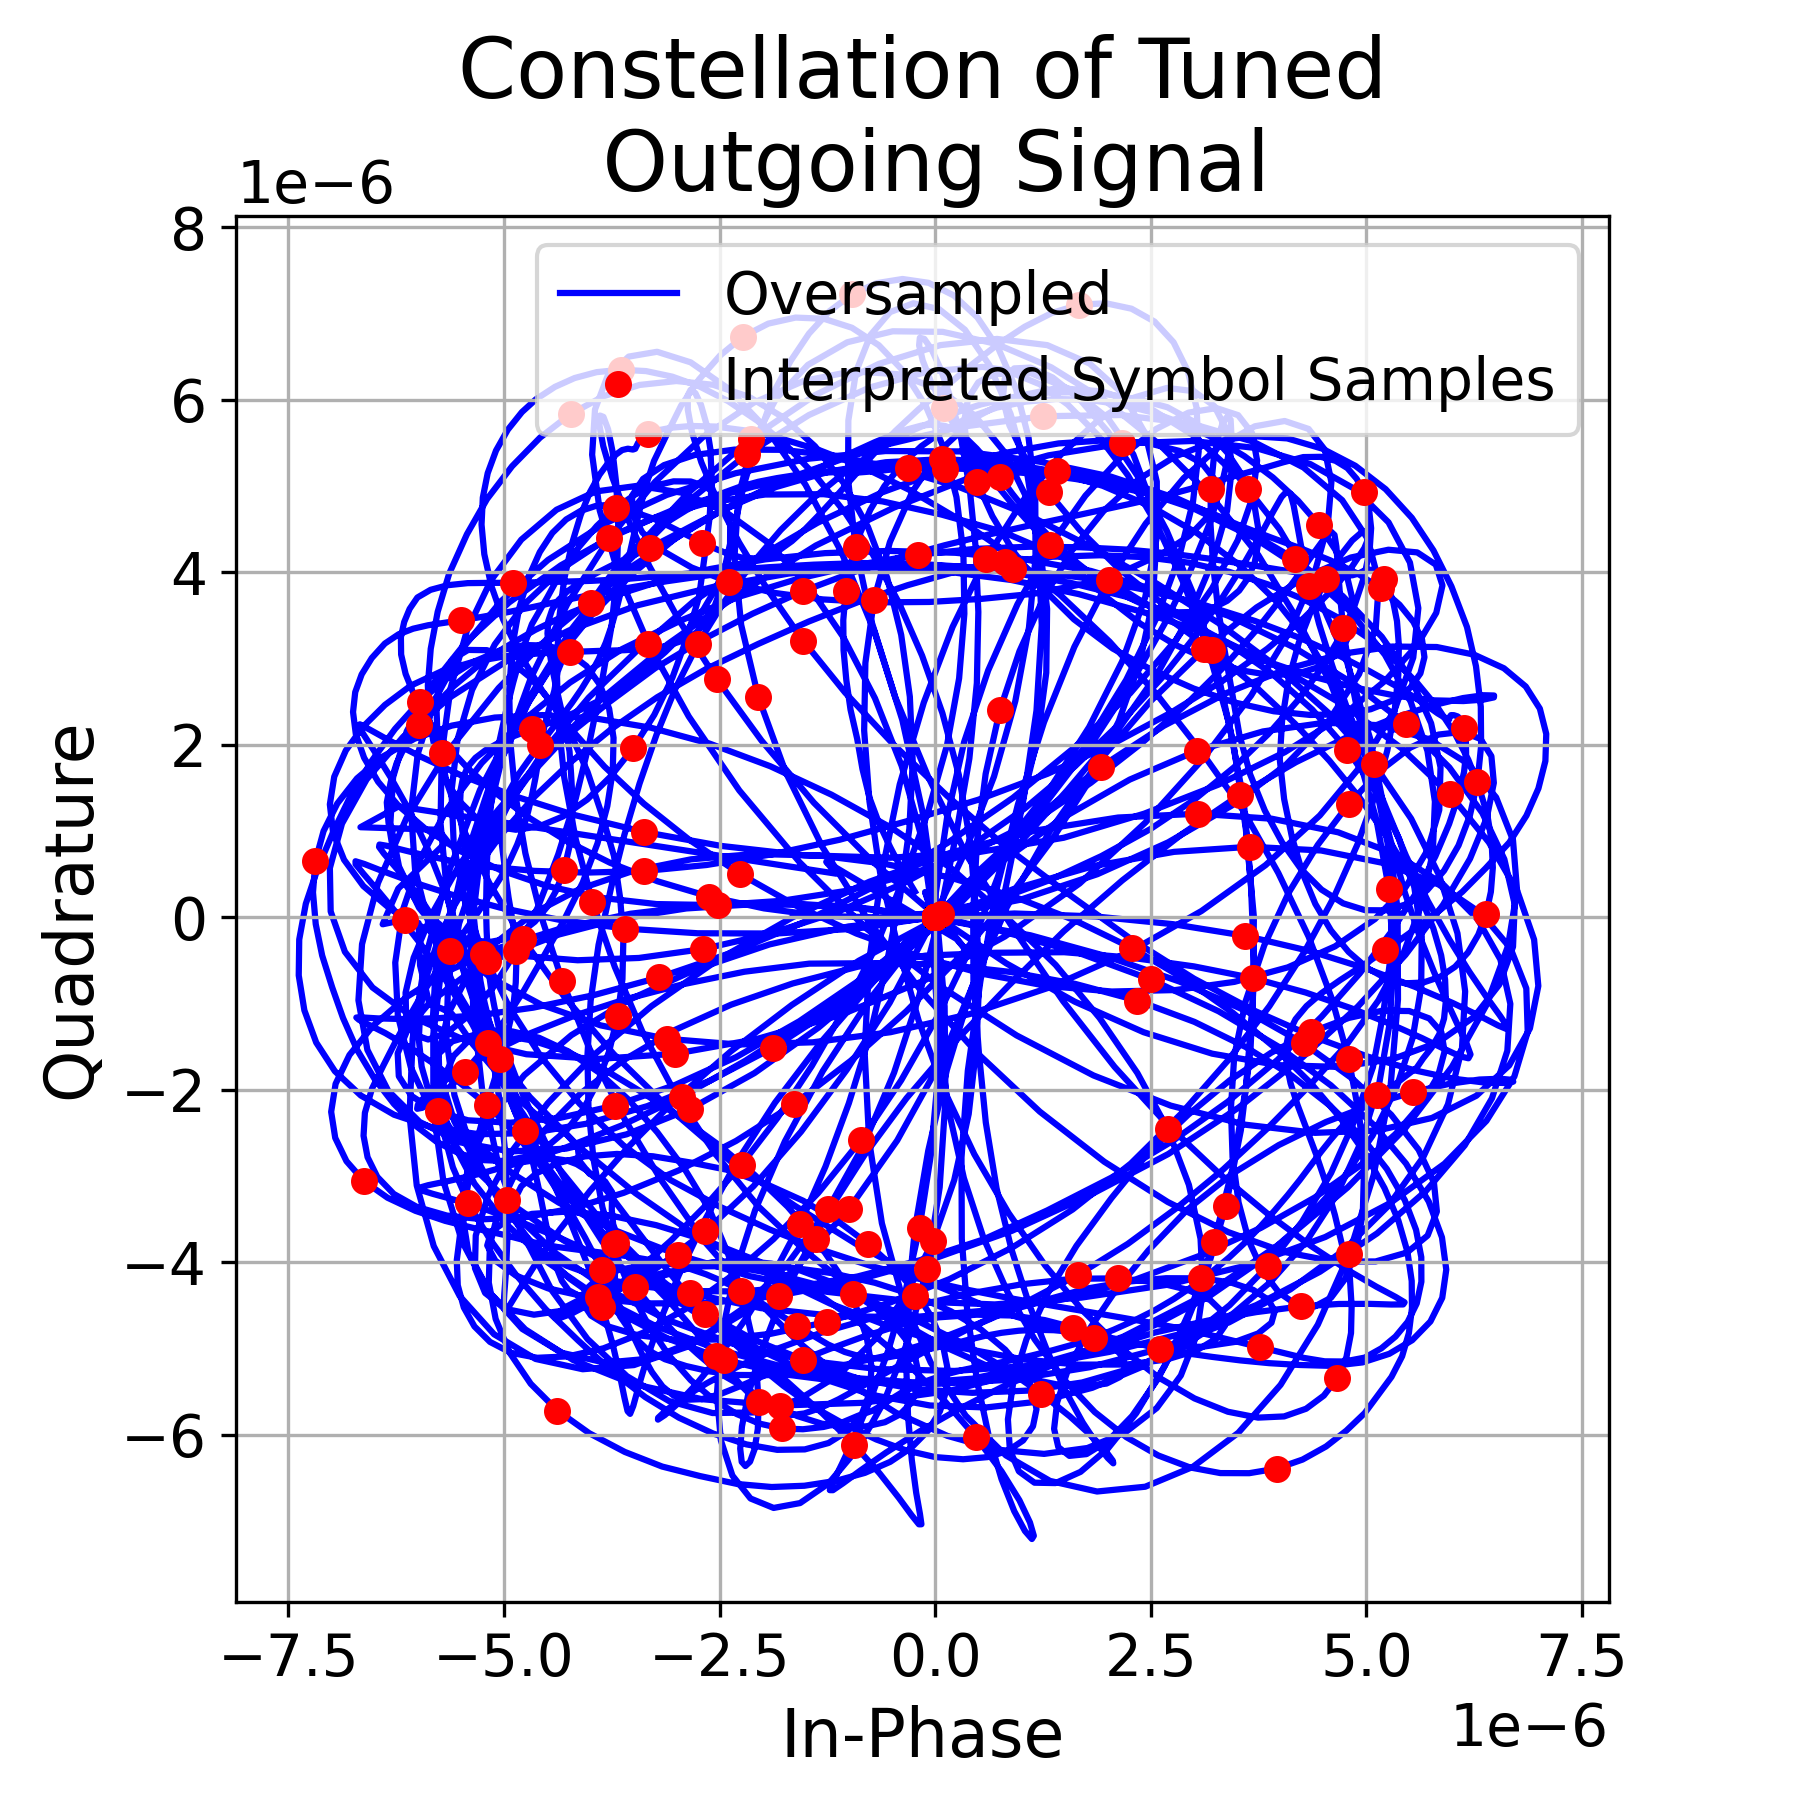 Constellation of Tuned
Outgoing Signal
1e−6
Oversampled
Interpreted Symbol Samples
8
6
4
2
0
−2
−4
−6
Quadrature
−7.5 −5.0 −2.5 0.0 2.5 5.0 7.5
In-Phase
1e−6